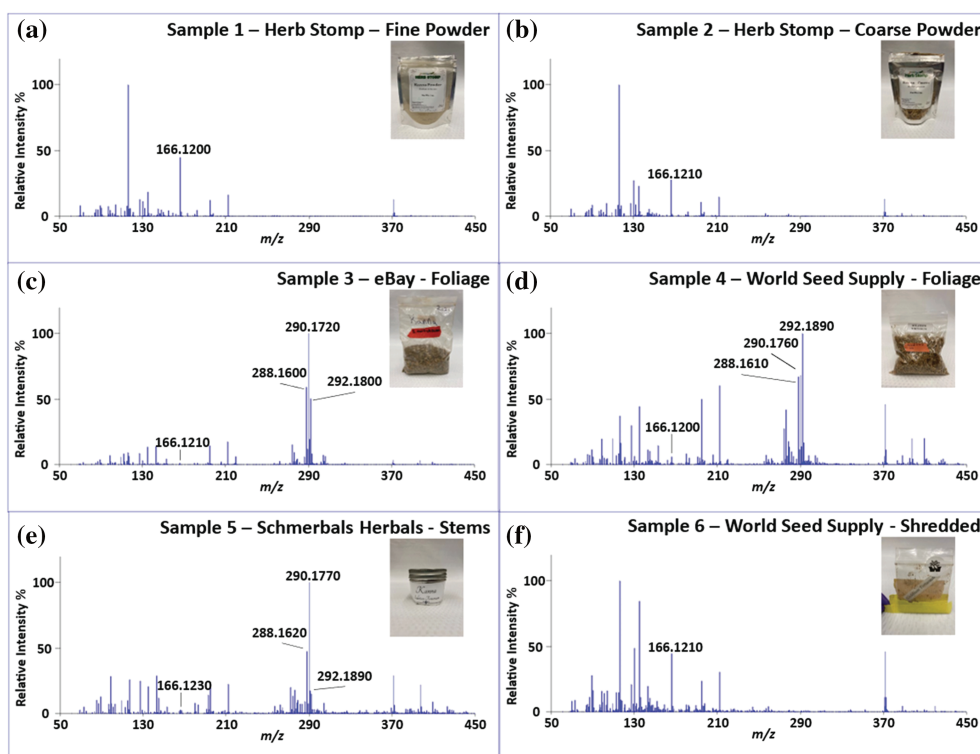 (a) Sample 1 – Herb Stomp – Fine Powder
Relative Intensity %
100
50
0
166.1200
50 130 210 290 370 450
m/z
(b) Sample 2 – Herb Stomp – Coarse Powder
Relative Intensity %
100
50
0
166.1210
50 130 210 290 370 450
m/z
(c) Sample 3 – eBay - Foliage
Relative Intensity %
100
50
0
290.1720
288.1600
292.1800
166.1210
50 130 210 290 370 450
m/z
(d) Sample 4 – World Seed Supply - Foliage
Relative Intensity %
100
50
0
292.1890
290.1760
288.1610
166.1200
50 130 210 290 370 450
m/z
(e) Sample 5 – Schmerbals Herbals - Stems
Relative Intensity %
100
50
0
290.1770
288.1620
292.1890
166.1230
50 130 210 290 370 450
m/z
(f) Sample 6 – World Seed Supply - Shredded
Relative Intensity %
100
50
0
166.1210
50 130 210 290 370 450
m/z